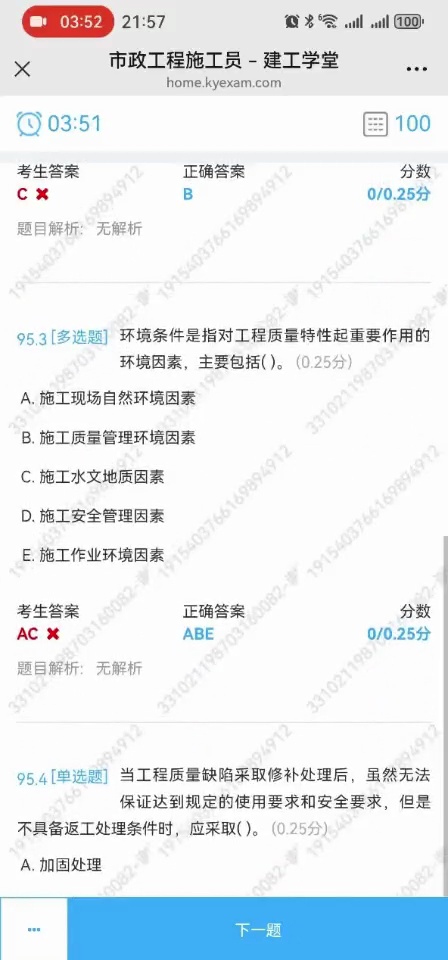 03:52 21:57 100
市政工程施工员 – 建工学堂
home.kyexam.com
03:51 100
考生答案 正确答案 分数
C ✖ B 0/0.25分
题目解析: 无解析
95.3 [多选题] 环境条件是指对工程质量特性起重要作用的
环境因素，主要包括( )。 (0.25分)
A. 施工现场自然环境因素
B. 施工质量管理环境因素
C. 施工水文地质因素
D. 施工安全管理因素
E. 施工作业环境因素
考生答案 正确答案 分数
AC ✖ ABE 0/0.25分
题目解析: 无解析
95.4 [单选题] 当工程质量缺陷采取修补处理后，虽然无法
保证达到规定的使用要求和安全要求，但是
不具备返工处理条件时，应采取( )。 (0.25分)
A. 加固处理
下一题